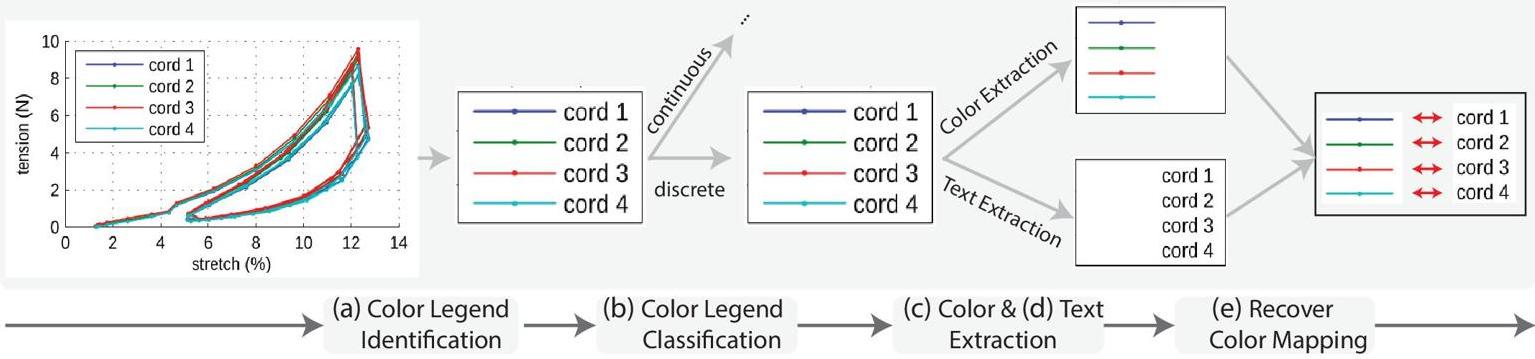 10
8
6
4
2
0
0
2
4
6
8
10
12
14
tension (N)
stretch (%)
cord 1
cord 2
cord 3
cord 4
cord 1
cord 2
cord 3
cord 4
continuous
...
discrete
cord 1
cord 2
cord 3
cord 4
Color Extraction
Text Extraction
cord 1
cord 2
cord 3
cord 4
cord 1
cord 2
cord 3
cord 4
(a) Color Legend
Identification
(b) Color Legend
Classification
(c) Color & (d) Text
Extraction
(e) Recover
Color Mapping